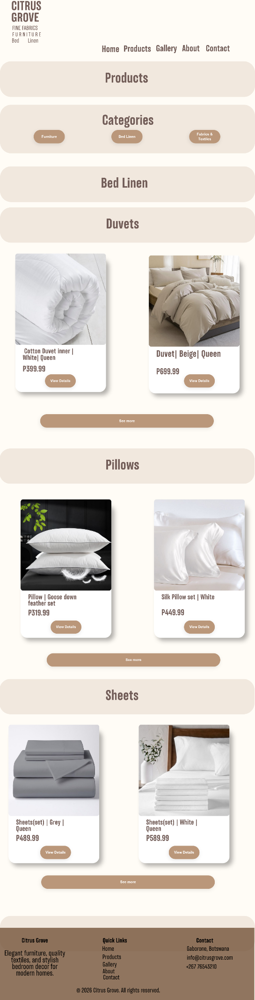 CITRUS
GROVE
FINE FABRICS
FURNITURE
Bed Linen
Home Products Gallery About Contact
Products
Categories
Furniture
Bed Linen
Fabrics &
Textiles
Bed Linen
Duvets
Cotton Duvet inner |
White| Queen
P399.99
View Details
Duvet| Beige| Queen
P699.99
View Details
See more
Pillows
Pillow | Goose down
feather set
P319.99
View Details
Silk Pillow set | White
P449.99
View Details
See more
Sheets
Sheets(set) | Grey |
Queen
P489.99
View Details
Sheets(set) | White |
Queen
P589.99
View Details
See more
Citrus Grove
Elegant furniture, quality
textiles, and stylish
bedroom decor for
modern homes.
Quick Links
Home
Products
Gallery
About
Contact
Contact
Gaborone, Botswana
info@citrusgrove.com
+267 76543210
© 2026 Citrus Grove. All rights reserved.